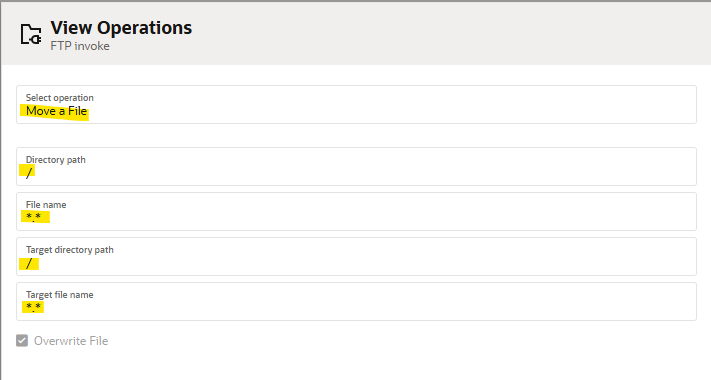 View Operations
FTP invoke
Select operation
Move a File
Directory path
/
File name
*.*
Target directory path
/
Target file name
*.*
Overwrite File